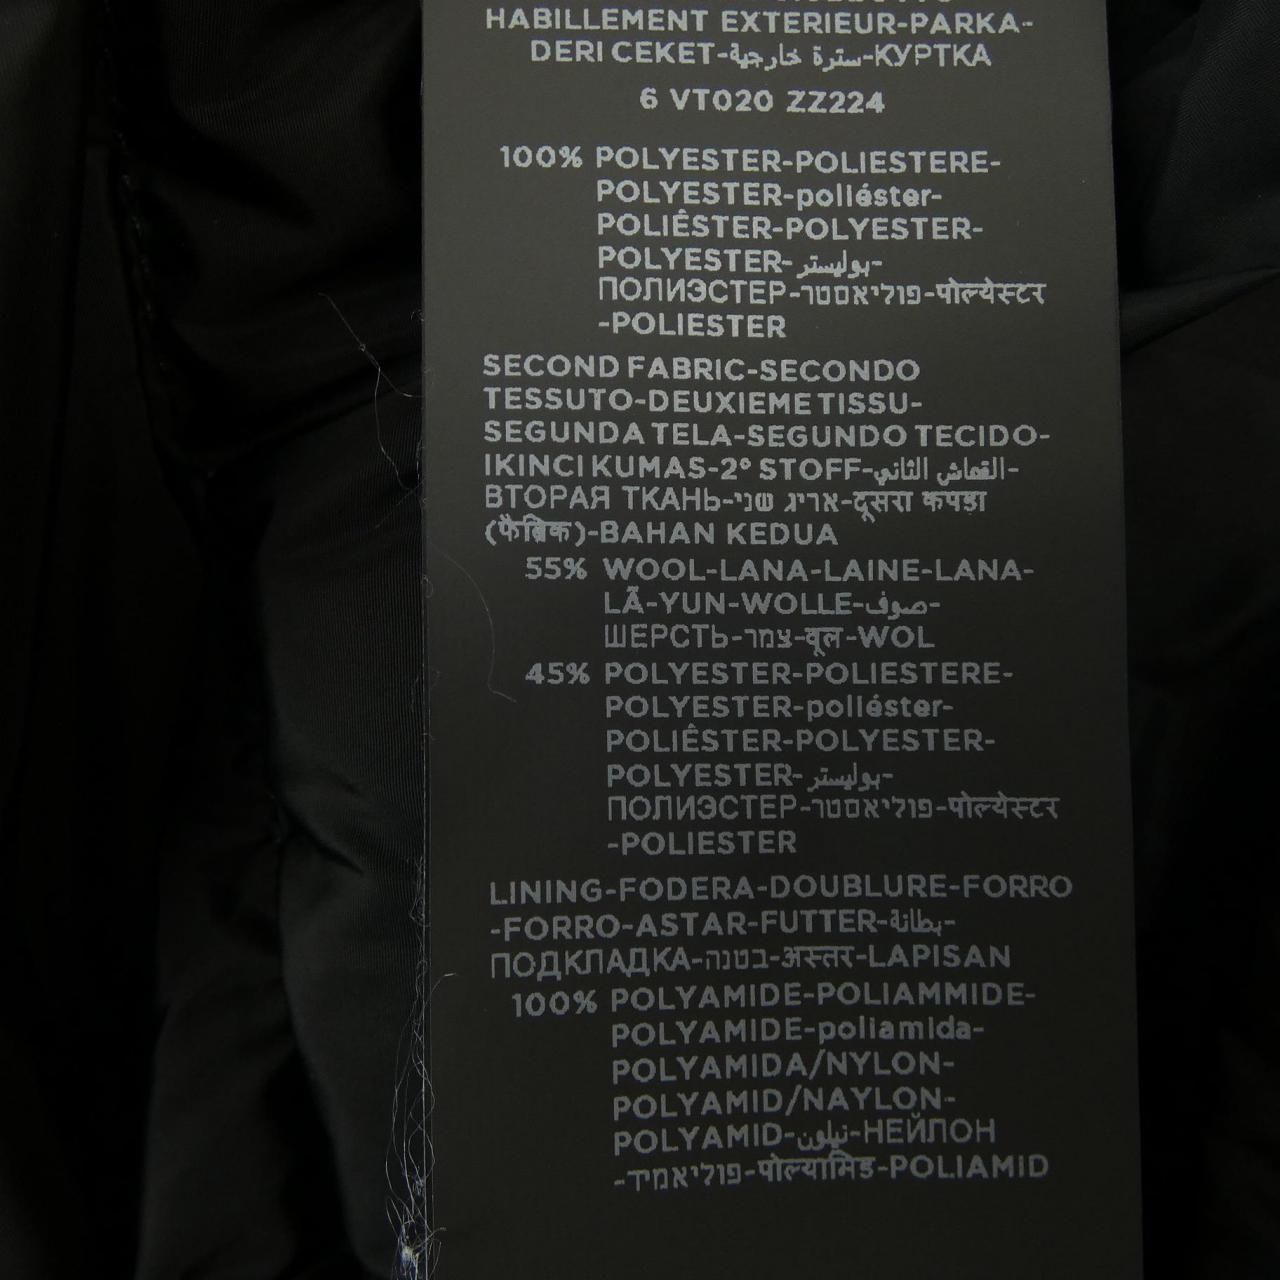 HABILLEMENT EXTERIEUR-PARKA-
DERI CEKET-سترة خارجية-КУРТКА
6 VT020 ZZ224
100% POLYESTER-POLIESTERE-
POLYESTER-poliéster-
POLIÊSTER-POLYESTER-
POLYESTER-بوليستر-
ПОЛИЭСТЕР-פוליאסטר-पोल्येस्टर
-POLIESTER
SECOND FABRIC-SECONDO
TESSUTO-DEUXIEME TISSU-
SEGUNDA TELA-SEGUNDO TECIDO-
IKINCI KUMAS-2° STOFF-القماش الثاني-
ВТОРАЯ ТКАНЬ-אריג שני-दूसरा कपड़ा
(फैब्रिक)-BAHAN KEDUA
55% WOOL-LANA-LAINE-LANA-
LÃ-YUN-WOLLE-صوف-
ШЕРСТЬ-צמר-वूल-WOL
45% POLYESTER-POLIESTERE-
POLYESTER-poliéster-
POLIÊSTER-POLYESTER-
POLYESTER-بوليستر-
ПОЛИЭСТЕР-פוליאסטר-पोल्येस्टर
-POLIESTER
LINING-FODERA-DOUBLURE-FORRO
-FORRO-ASTAR-FUTTER-بطانة-
ПОДКЛАДКА-בטנה-अस्तर-LAPISAN
100% POLYAMIDE-POLIAMMIDE-
POLYAMIDE-poliamida-
POLYAMIDA/NYLON-
POLYAMID/NAYLON-
POLYAMID-نيلون-НЕЙЛОН
-פוליאמיד-पोल्यामिड-POLIAMID